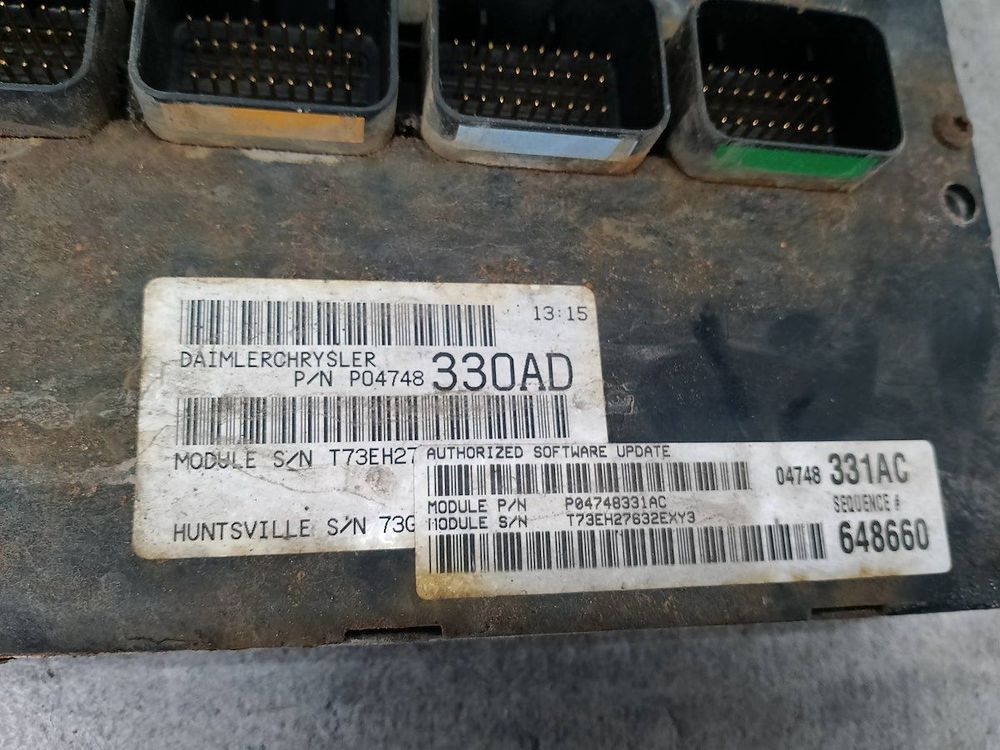 13:15
DAIMLERCHRYSLER
P/N P04748 330AD
MODULE S/N T73EH27
HUNTSVILLE S/N 73G
AUTHORIZED SOFTWARE UPDATE
04748 331AC
MODULE P/N P04748331AC
SEQUENCE #
MODULE S/N T73EH27632EXY3
648660